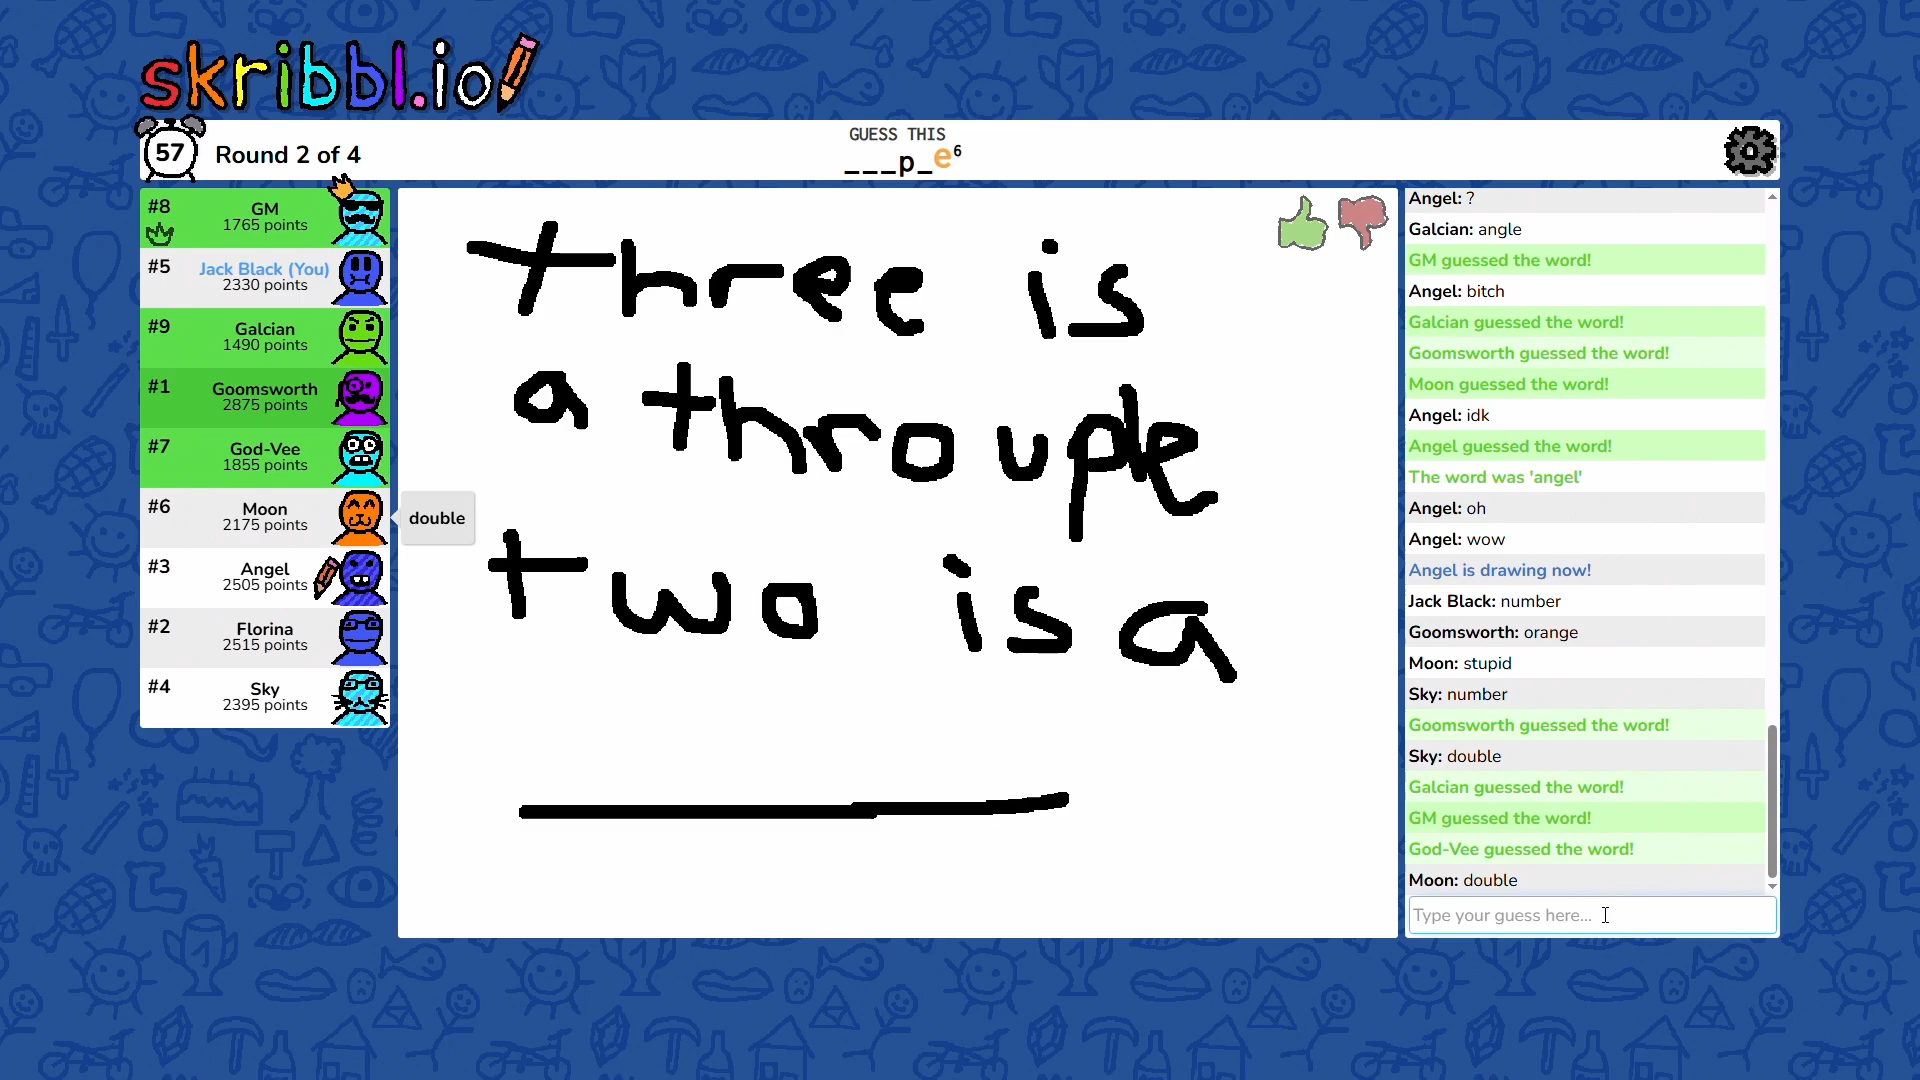 skribbl.io
57
Round 2 of 4
GUESS THIS
___p_e6
#8
GM
1765 points
#5
Jack Black (You)
2330 points
#9
Galcian
1490 points
#1
Goomsworth
2875 points
#7
God-Vee
1855 points
#6
Moon
2175 points
double
#3
Angel
2505 points
#2
Florina
2515 points
#4
Sky
2395 points
three is
a throuple
two is a
Angel: ?
Galcian: angle
GM guessed the word!
Angel: bitch
Galcian guessed the word!
Goomsworth guessed the word!
Moon guessed the word!
Angel: idk
Angel guessed the word!
The word was 'angel'
Angel: oh
Angel: wow
Angel is drawing now!
Jack Black: number
Goomsworth: orange
Moon: stupid
Sky: number
Goomsworth guessed the word!
Sky: double
Galcian guessed the word!
GM guessed the word!
God-Vee guessed the word!
Moon: double
Type your guess here...